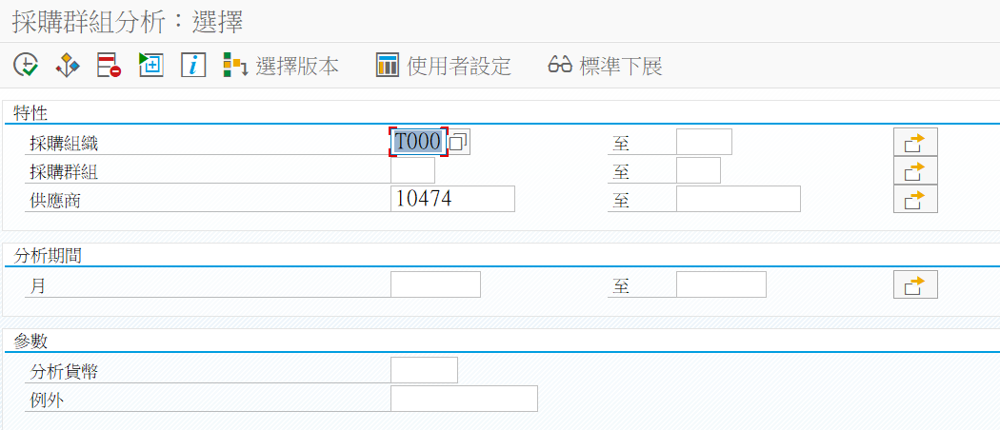 採購群組分析：選擇
選擇版本 使用者設定 標準下展
特性
採購組織 T000 至
採購群組 至
供應商 10474 至
分析期間
月 至
參數
分析貨幣
例外